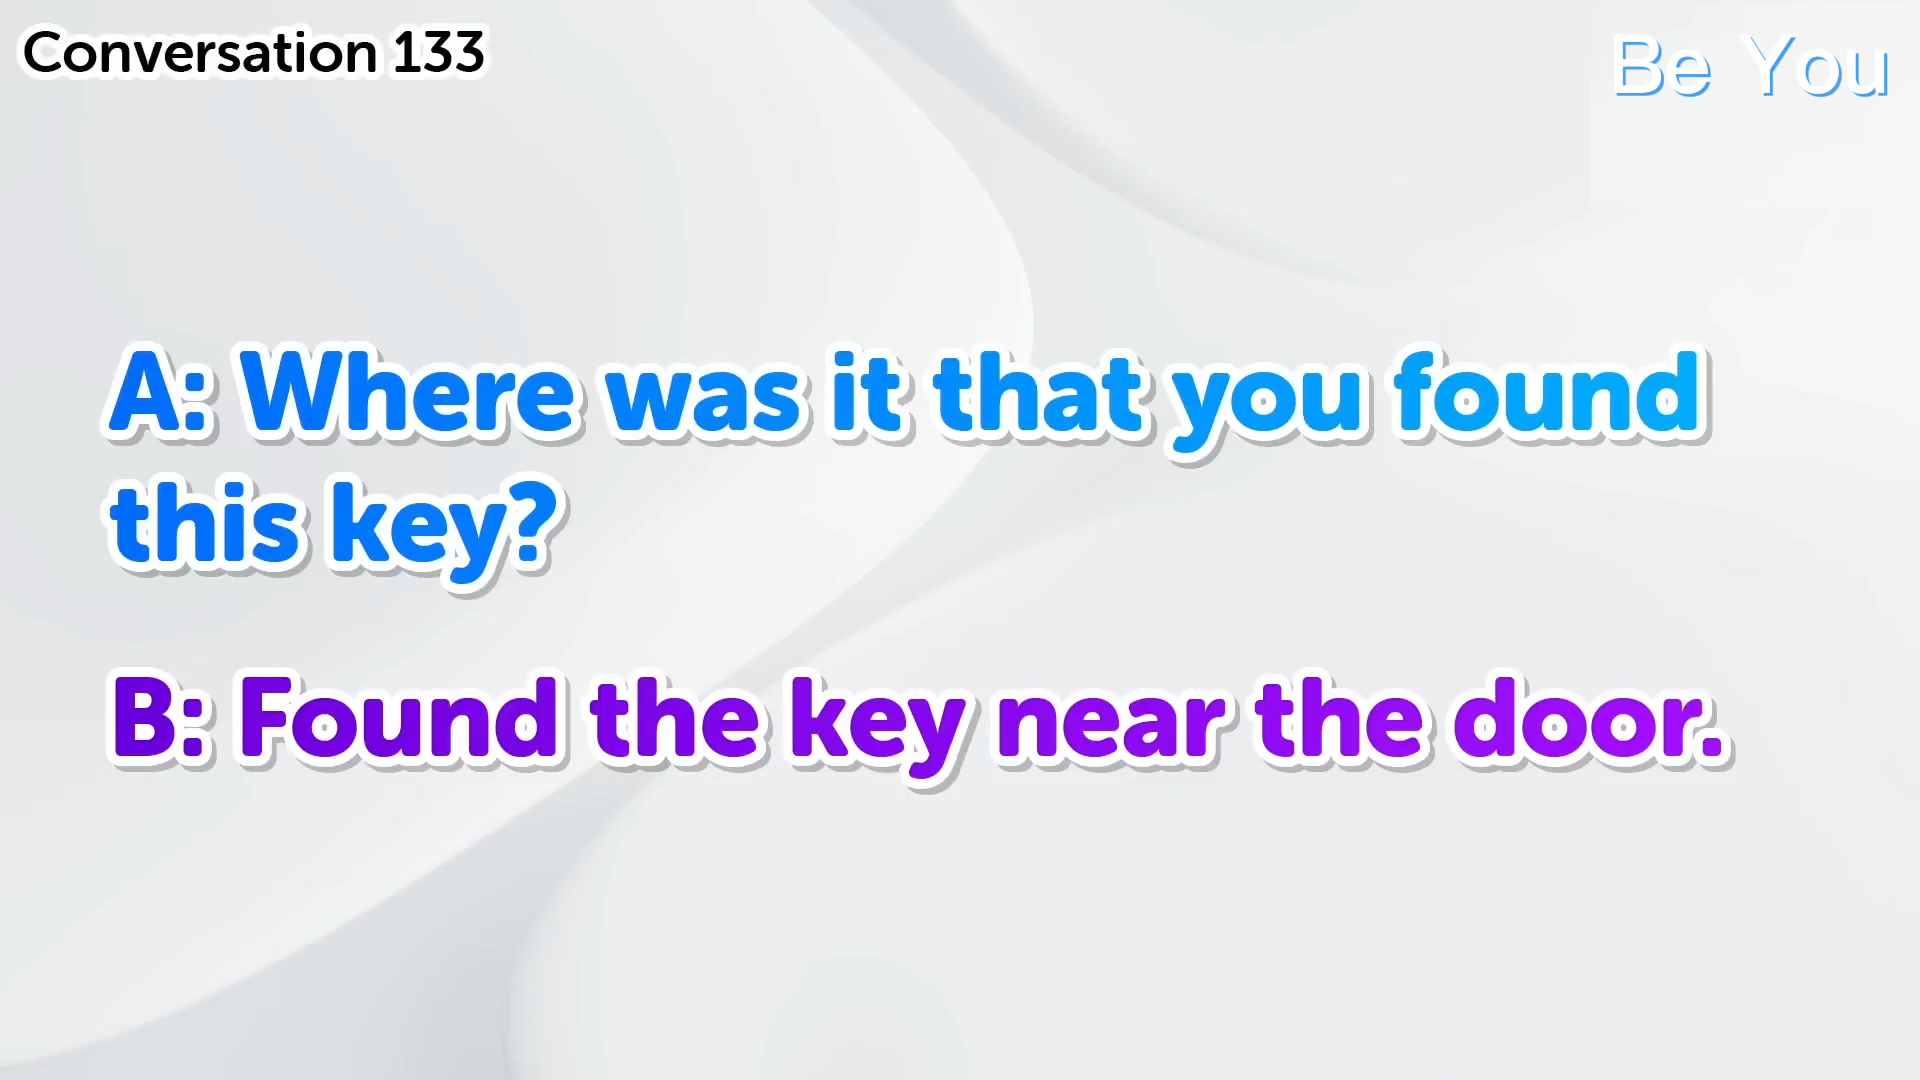 Conversation 133
Be You
A: Where was it that you found
this key?
B: Found the key near the door.